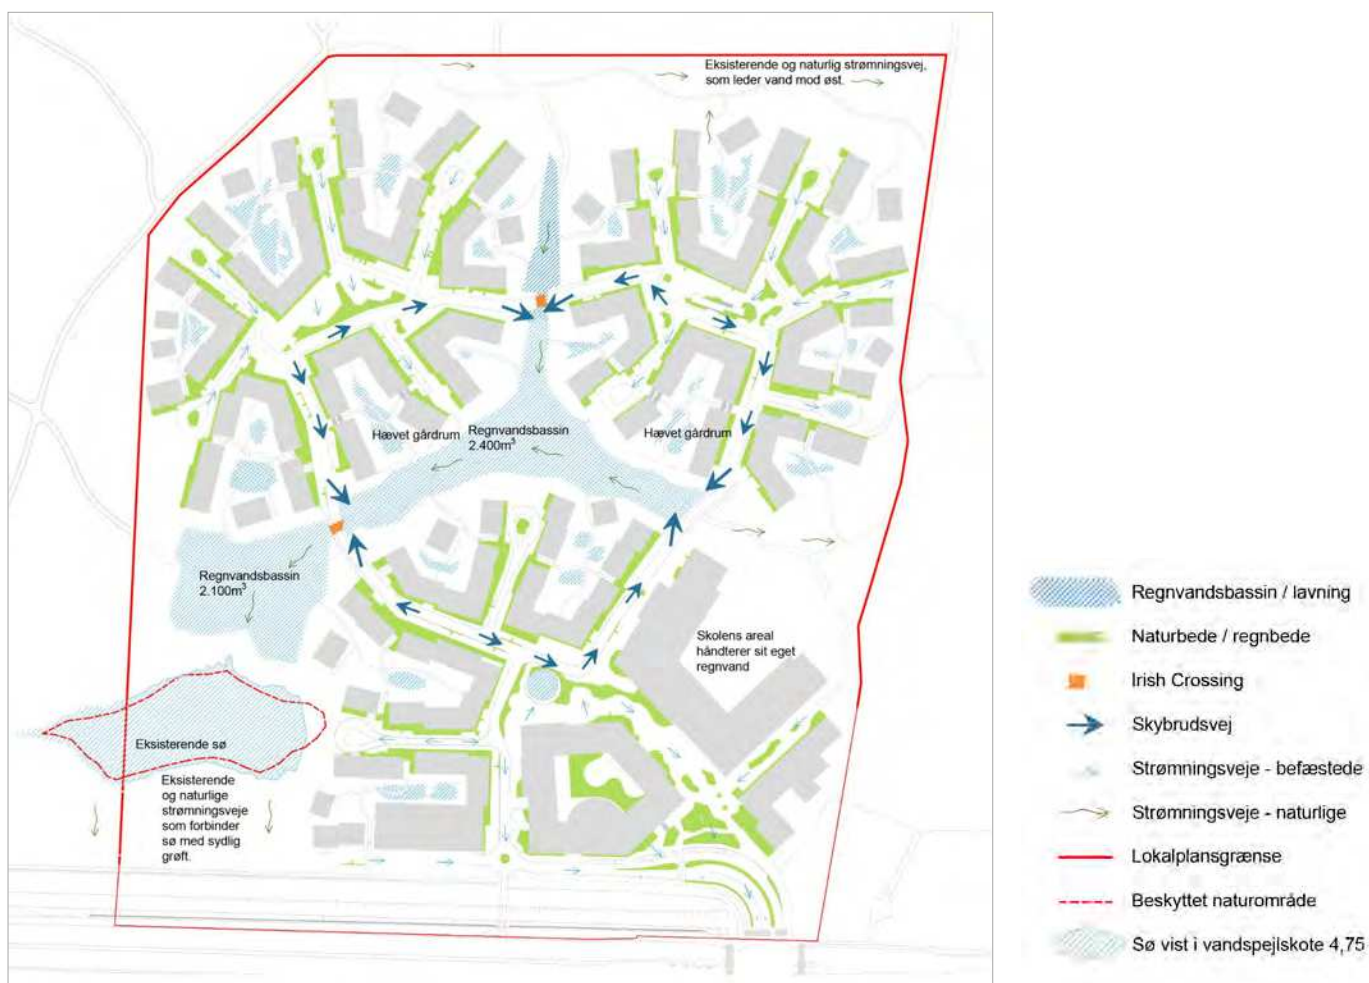 Eksisterende og naturlig strømningsvej,
som leder vand mod øst.
Hævet gårdrum
Regnvandsbassin
2.400m³
Hævet gårdrum
Regnvandsbassin
2.100m³
Skolens areal
håndterer sit eget
regnvand
Eksisterende sø
Eksisterende
og naturlige
strømningsveje
som forbinder
sø med sydlig
grøft.
Regnvandsbassin / lavning
Naturbede / regnbede
Irish Crossing
Skybrudsvej
Strømningsveje - befæstede
Strømningsveje - naturlige
Lokalplansgrænse
Beskyttet naturområde
Sø vist i vandspejlskote 4,75